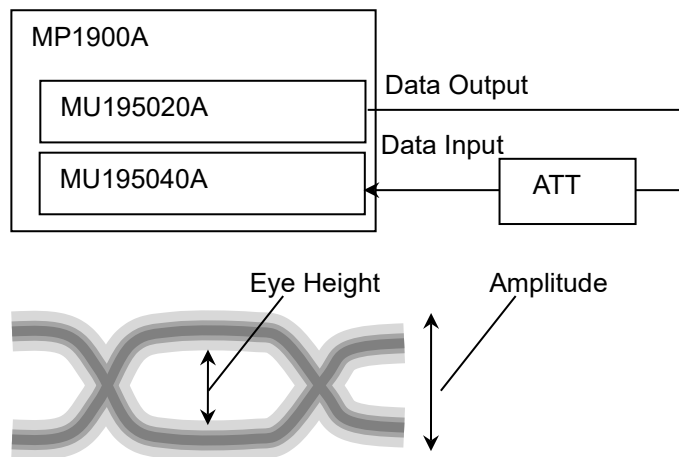 MP1900A
Data Output
MU195020A
Data Input
MU195040A
ATT
Eye Height
Amplitude